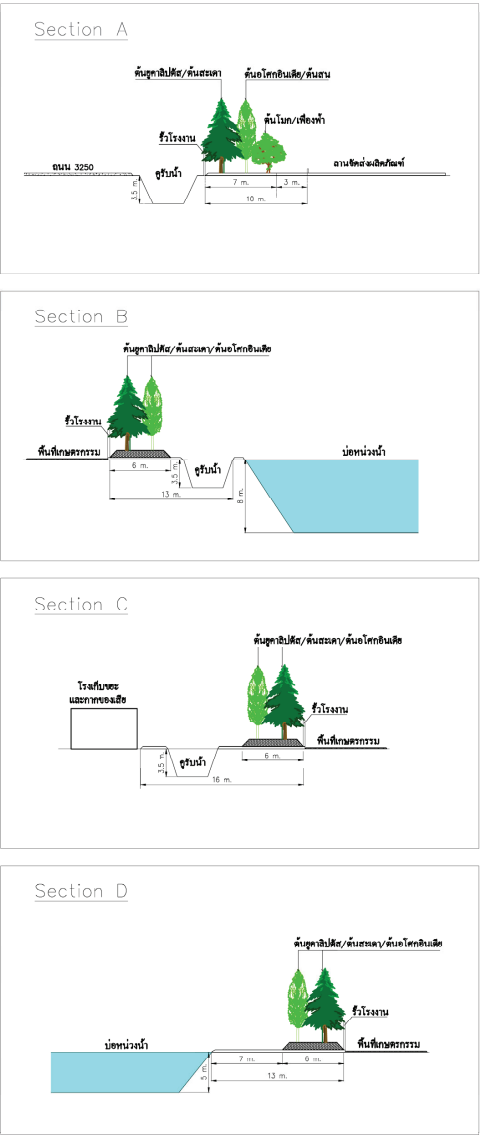 Section A
ต้นยูคาลิปตัส/ต้นสะเดา ต้นอโศกอินเดีย/ต้นสน
ต้นโมก/เฟื่องฟ้า
รั้วโรงงาน
ถนน 3250 คูรับน้ำ ลานจัดส่งผลิตภัณฑ์
3.5 m. 7 m. 3 m.
10 m.
Section B
ต้นยูคาลิปตัส/ต้นสะเดา/ต้นอโศกอินเดีย
รั้วโรงงาน
พื้นที่เกษตรกรรม บ่อหน่วงน้ำ
6 m. 3.5 m. คูรับน้ำ
13 m. 8 m.
Section C
ต้นยูคาลิปตัส/ต้นสะเดา/ต้นอโศกอินเดีย
โรงเก็บขยะ
และกากของเสีย
รั้วโรงงาน
พื้นที่เกษตรกรรม
3.5 m. คูรับน้ำ 6 m.
16 m.
Section D
ต้นยูคาลิปตัส/ต้นสะเดา/ต้นอโศกอินเดีย
รั้วโรงงาน
บ่อหน่วงน้ำ พื้นที่เกษตรกรรม
5 m. 7 m. 6 m.
13 m.